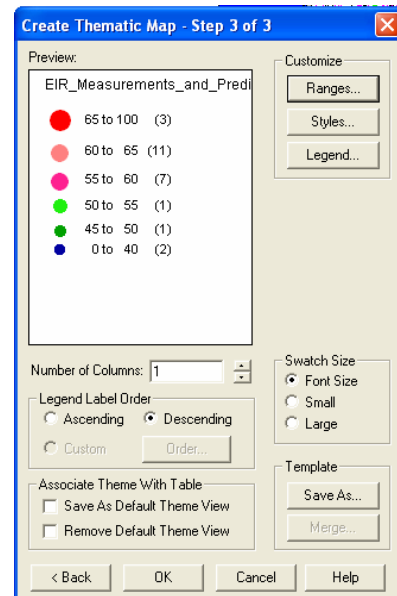 Create Thematic Map - Step 3 of 3
Preview:
EIR_Measurements_and_Predi
65 to 100 (3)
60 to 65 (11)
55 to 60 (7)
50 to 55 (1)
45 to 50 (1)
0 to 40 (2)
Customize
Ranges...
Styles...
Legend...
Number of Columns: 1
Legend Label Order
Ascending Descending
Custom Order...
Swatch Size
Font Size
Small
Large
Associate Theme With Table
Save As Default Theme View
Remove Default Theme View
Template
Save As...
Merge...
< Back OK Cancel Help